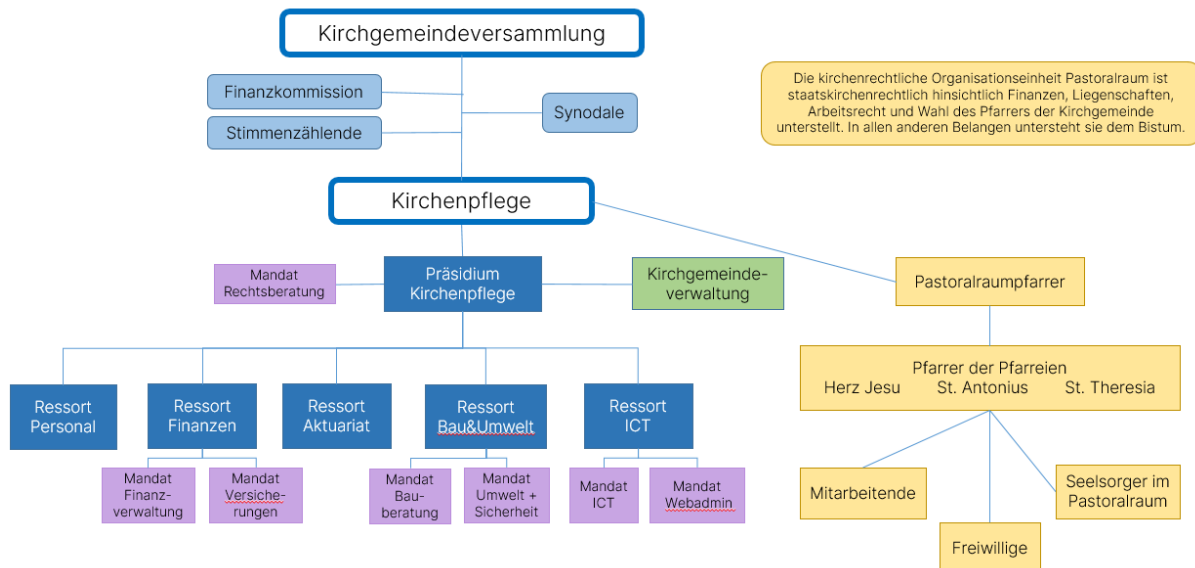 Kirchgemeindeversammlung
Finanzkommission
Stimmenzählende
Synodale
Die kirchenrechtliche Organisationseinheit Pastoralraum ist
staatskirchenrechtlich hinsichtlich Finanzen, Liegenschaften,
Arbeitsrecht und Wahl des Pfarrers der Kirchgemeinde
unterstellt. In allen anderen Belangen untersteht sie dem Bistum.
Kirchenpflege
Mandat
Rechtsberatung
Präsidium
Kirchenpflege
Kirchgemeinde-
verwaltung
Pastoralraumpfarrer
Pfarrer der Pfarreien
Herz Jesu St. Antonius St. Theresia
Ressort
Personal
Ressort
Finanzen
Ressort
Aktuariat
Ressort
Bau&Umwelt
Ressort
ICT
Mandat
Finanz-
verwaltung
Mandat
Versiche-
rungen
Mandat
Bau-
beratung
Mandat
Umwelt +
Sicherheit
Mandat
ICT
Mandat
Webadmin
Mitarbeitende
Freiwillige
Seelsorger im
Pastoralraum